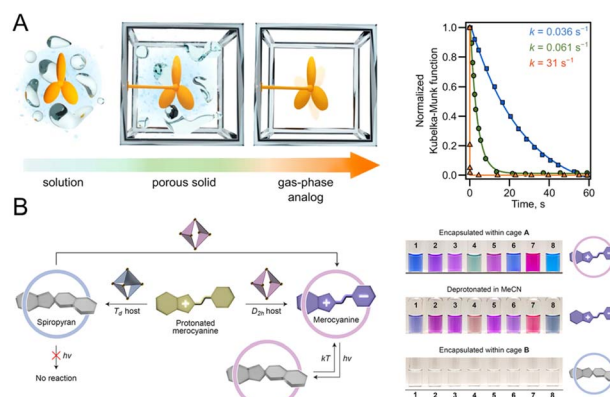 A
solution
porous solid
gas-phase
analog
Normalized
Kubelka-Munk function
1.0
0.8
0.6
0.4
0.2
0.0
k = 0.036 s⁻¹
k = 0.061 s⁻¹
k = 31 s⁻¹
0 20 40 60
Time, s
B
Spiropyran
Td host
Protonated
merocyanine
D2h host
Merocyanine
hv
No reaction
kT
hv
Encapsulated within cage A
1 2 3 4 5 6 7 8
Deprotonated in MeCN
1 2 3 4 5 6 7 8
Encapsulated within cage B
1 2 3 4 5 6 7 8